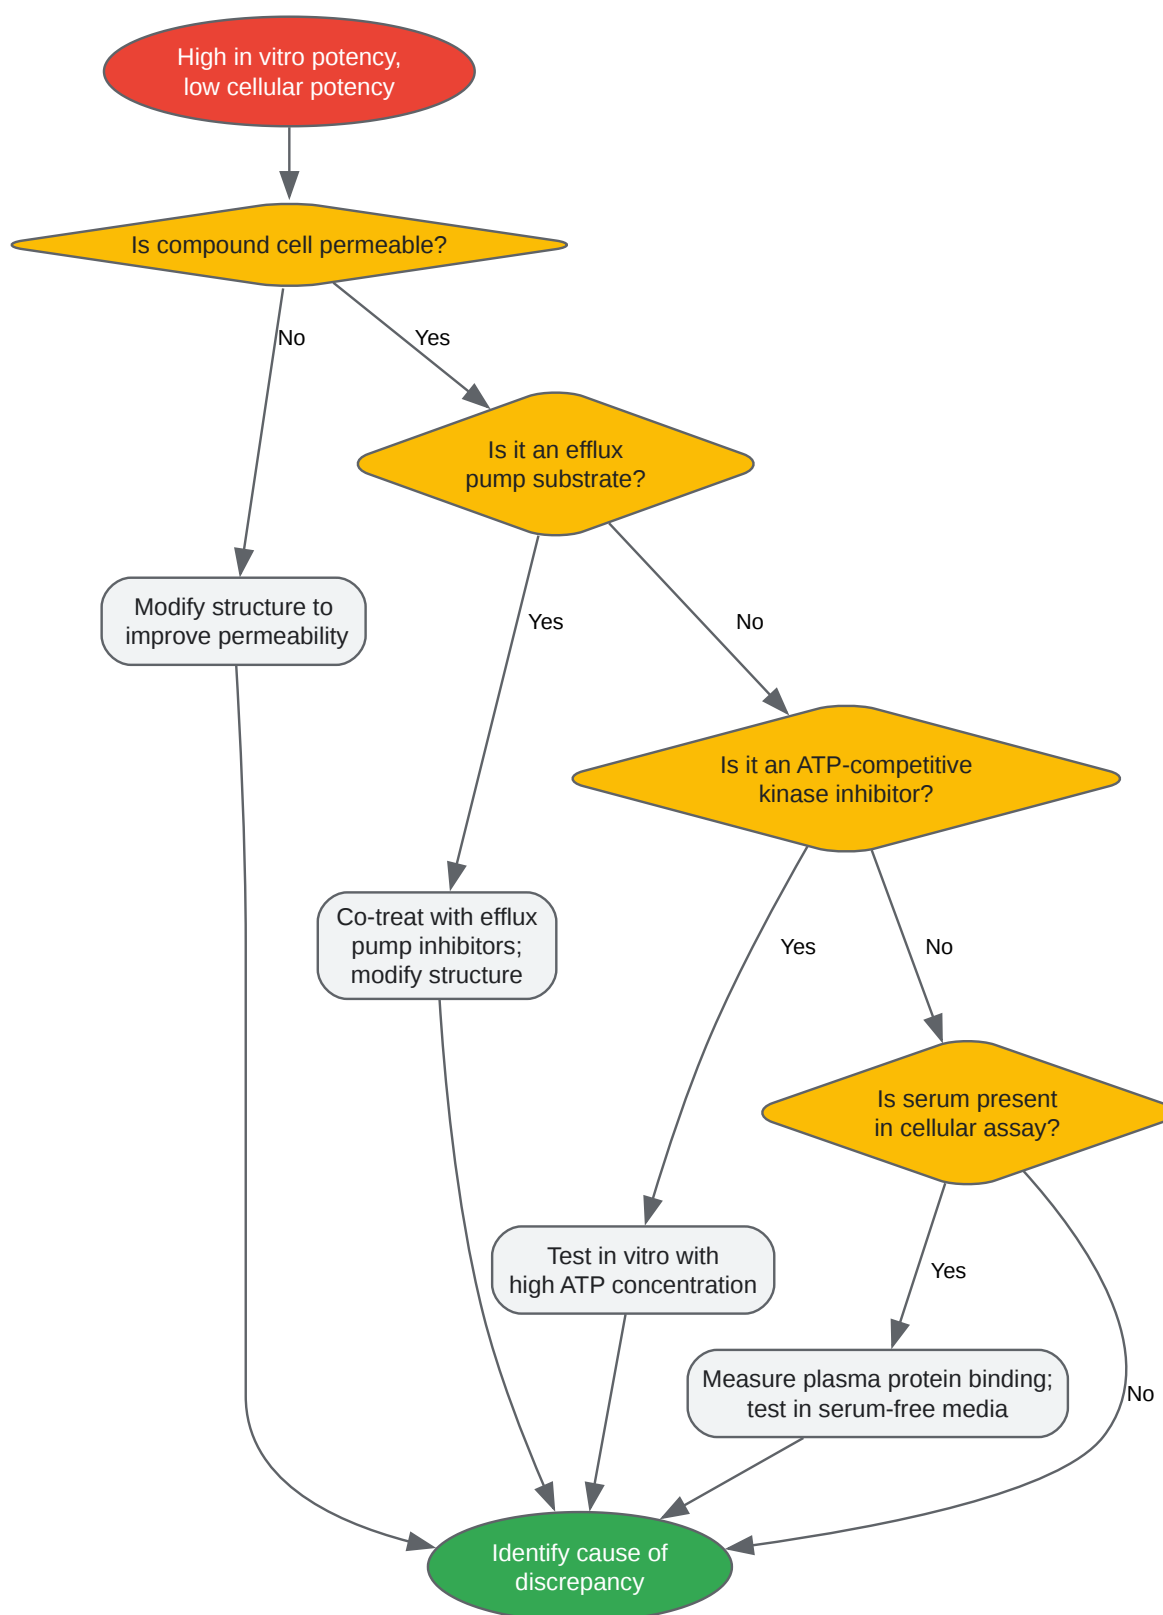 High in vitro potency,
low cellular potency
Is compound cell permeable?
No
Yes
Is it an efflux
pump substrate?
Modify structure to
improve permeability
Yes
No
Is it an ATP-competitive
kinase inhibitor?
Co-treat with efflux
pump inhibitors;
modify structure
Yes
No
Is serum present
in cellular assay?
Test in vitro with
high ATP concentration
Yes
Measure plasma protein binding;
test in serum-free media
No
Identify cause of
discrepancy